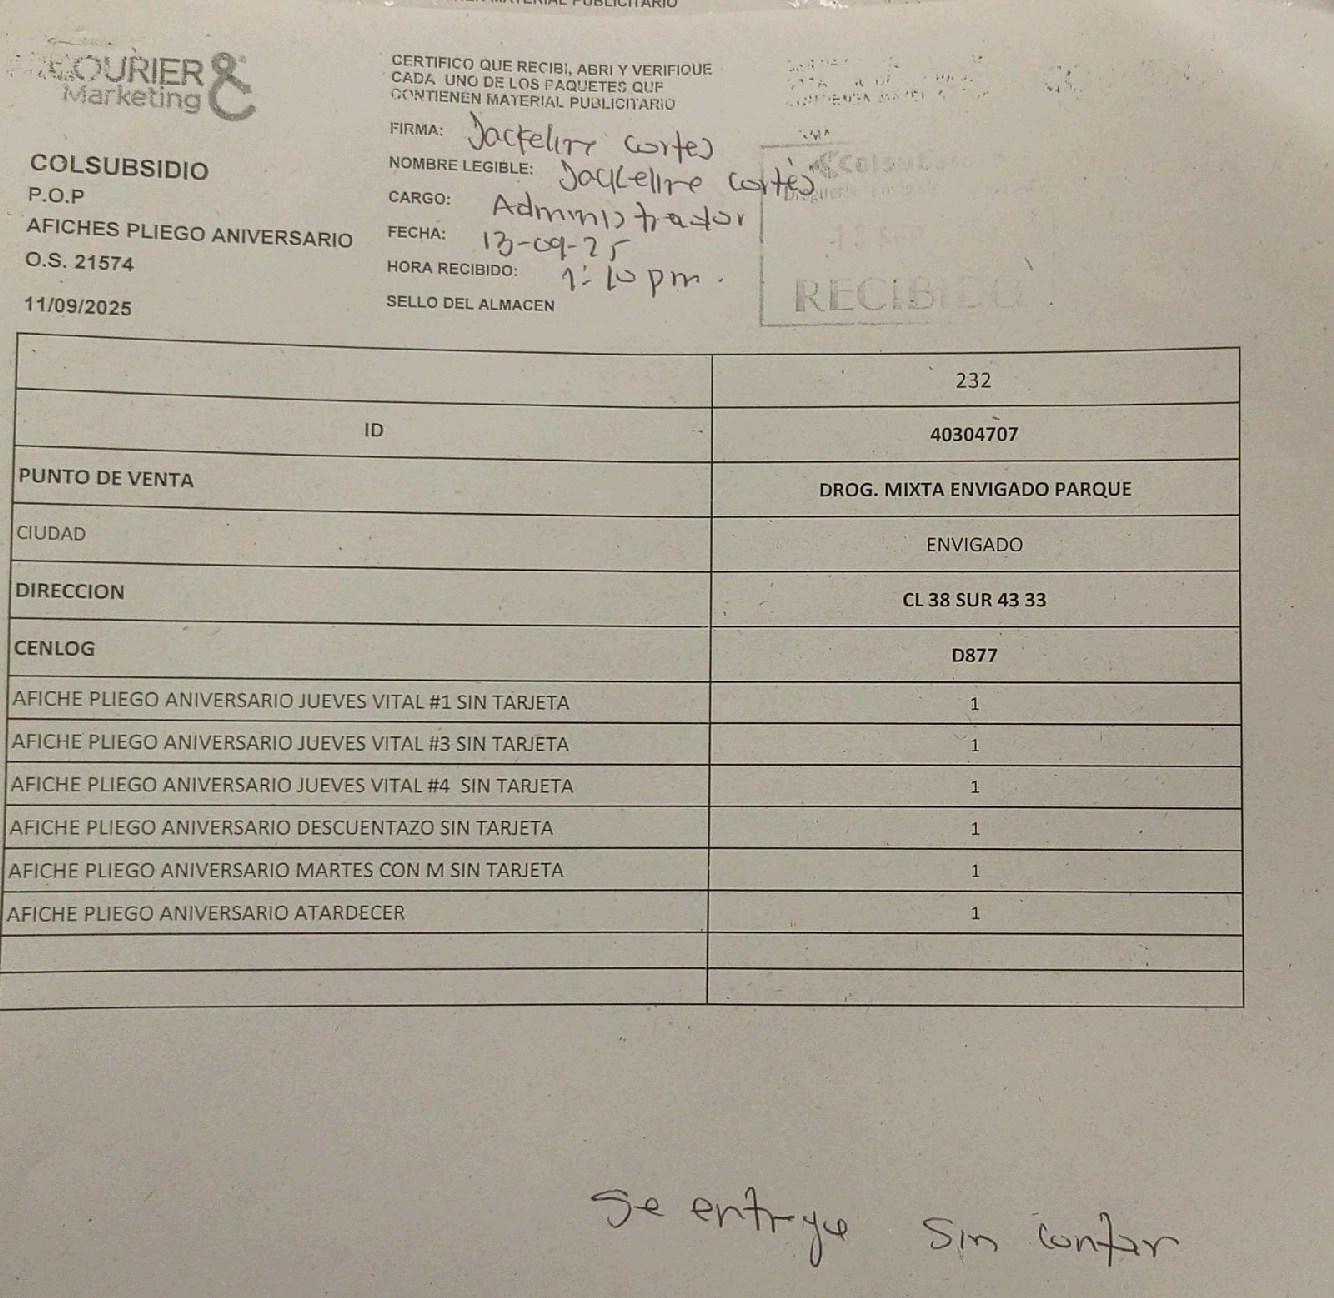 COURIER &
Marketing
COLSUBSIDIO
P.O.P
AFICHES PLIEGO ANIVERSARIO
O.S. 21574
11/09/2025
CERTIFICO QUE RECIBI, ABRI Y VERIFIQUE
CADA UNO DE LOS PAQUETES QUE
CONTIENEN MATERIAL PUBLICITARIO
FIRMA: Jackeline Cortes
NOMBRE LEGIBLE: Jackeline Cortés
CARGO: Administrador
FECHA: 13-09-25
HORA RECIBIDO: 1:10 pm.
SELLO DEL ALMACEN
Colsubsidio
RECIBIDO
232
ID 40304707
PUNTO DE VENTA DROG. MIXTA ENVIGADO PARQUE
CIUDAD ENVIGADO
DIRECCION CL 38 SUR 43 33
CENLOG D877
AFICHE PLIEGO ANIVERSARIO JUEVES VITAL #1 SIN TARJETA 1
AFICHE PLIEGO ANIVERSARIO JUEVES VITAL #3 SIN TARJETA 1
AFICHE PLIEGO ANIVERSARIO JUEVES VITAL #4 SIN TARJETA 1
AFICHE PLIEGO ANIVERSARIO DESCUENTAZO SIN TARJETA 1
AFICHE PLIEGO ANIVERSARIO MARTES CON M SIN TARJETA 1
AFICHE PLIEGO ANIVERSARIO ATARDECER 1
Se entrego sin contar